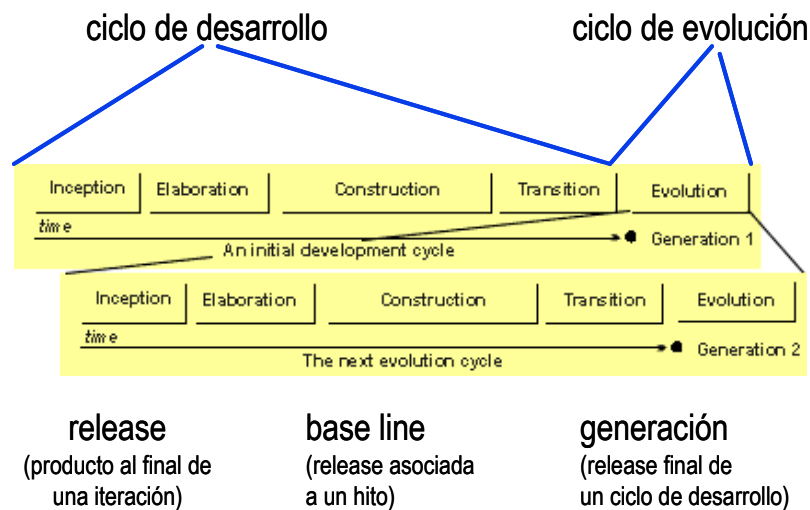 ciclo de desarrollo
ciclo de evolución
Inception Elaboration Construction Transition Evolution
time
An initial development cycle
Generation 1
Inception Elaboration Construction Transition Evolution
time
The next evolution cycle
Generation 2
release
(producto al final de
una iteración)
base line
(release asociada
a un hito)
generación
(release final de
un ciclo de desarrollo)